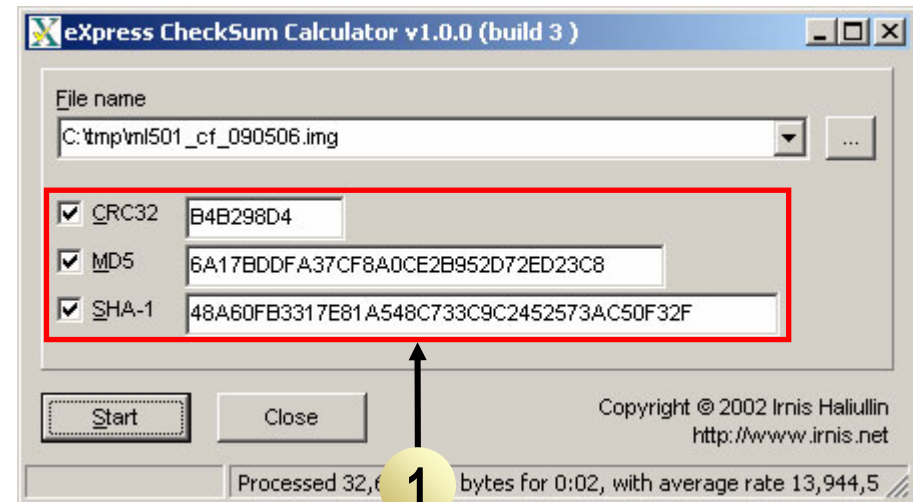 eXpress CheckSum Calculator v1.0.0 (build 3 )
File name
C:\tmp\ml501_cf_090506.img
...
CRC32 B4B298D4
MD5 6A17BDDFA37CF8A0CE2B952D72ED23C8
SHA-1 48A60FB3317E81A548C733C9C2452573AC50F32F
Start Close
Copyright © 2002 Irnis Haliullin
http://www.irnis.net
Processed bytes for 0:02, with average rate 13,944,5
1